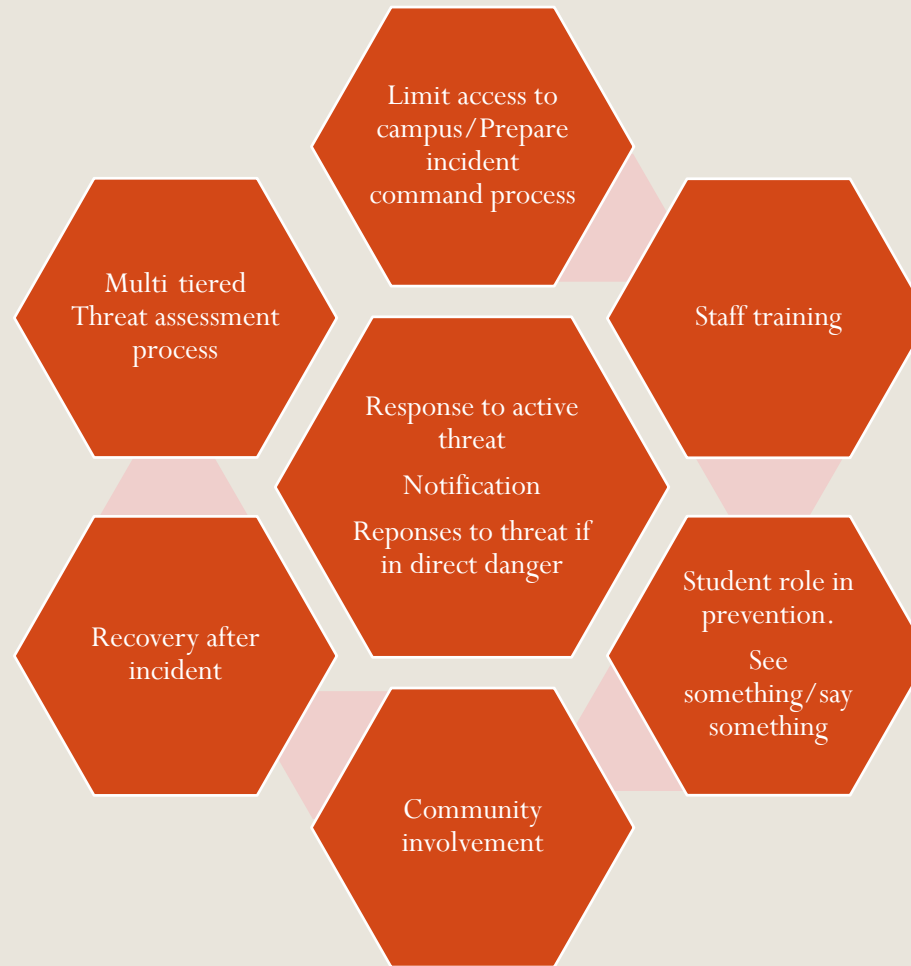 Limit access to
campus/Prepare
incident
command process
Multi tiered
Threat assessment
process
Staff training
Response to active
threat
Notification
Reponses to threat if
in direct danger
Student role in
prevention.
See
something/say
something
Recovery after
incident
Community
involvement